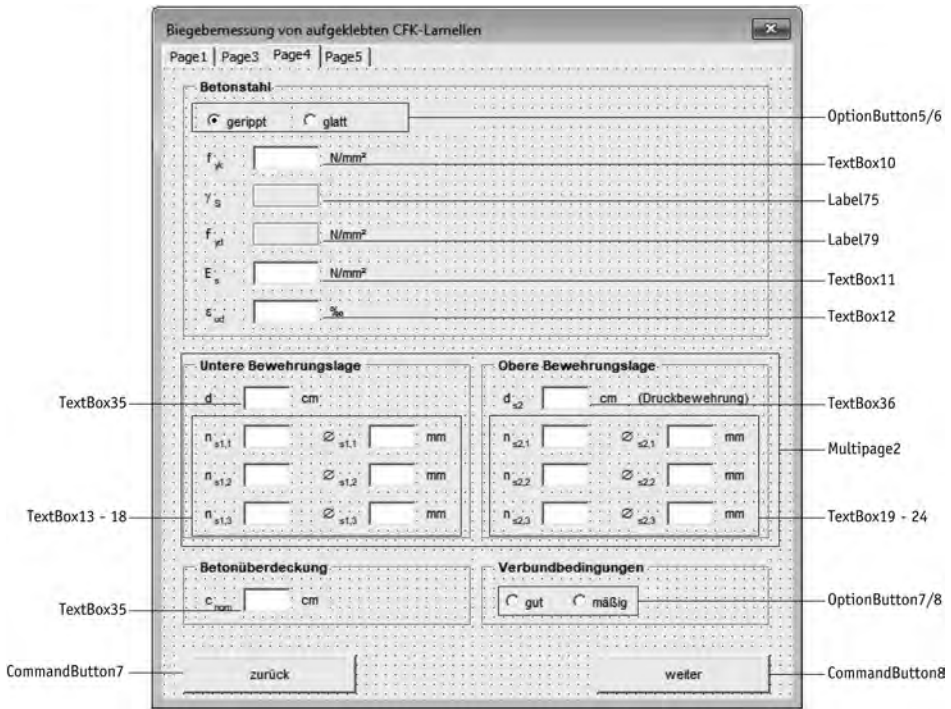 Biegebemessung von aufgeklebten CFK-Lamellen
Page1 Page3 Page4 Page5
Betonstahl
gerippt glatt OptionButton5/6
f yk N/mm² TextBox10
γ S Label75
f yd N/mm² Label79
E s N/mm² TextBox11
ε ud ‰ TextBox12
Untere Bewehrungslage Obere Bewehrungslage
TextBox35 d cm d s2 cm (Druckbewehrung) TextBox36
n s1,1 Ø s1,1 mm n s2,1 Ø s2,1 mm
Multipage2
n s1,2 Ø s1,2 mm n s2,2 Ø s2,2 mm
TextBox13 - 18 n s1,3 Ø s1,3 mm n s2,3 Ø s2,3 mm TextBox19 - 24
Betonüberdeckung Verbundbedingungen
TextBox35 c nom cm gut mäßig OptionButton7/8
CommandButton7 zurück weiter CommandButton8